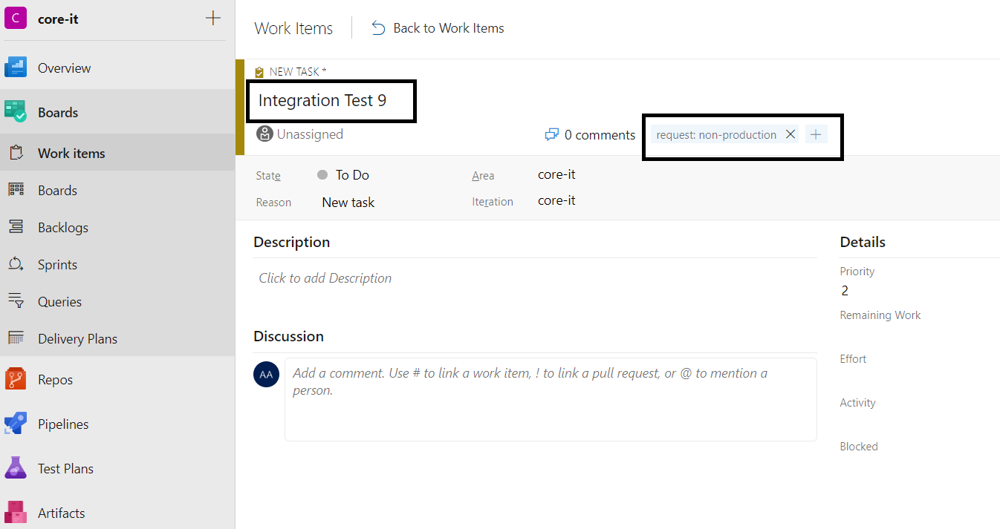 C core-it
Overview
Boards
Work items
Boards
Backlogs
Sprints
Queries
Delivery Plans
Repos
Pipelines
Test Plans
Artifacts
Work Items Back to Work Items
NEW TASK *
Integration Test 9
Unassigned 0 comments request: non-production
State To Do Area core-it
Reason New task Iteration core-it
Description
Click to add Description
Discussion
AA Add a comment. Use # to link a work item, ! to link a pull request, or @ to mention a
person.
Details
Priority
2
Remaining Work
Effort
Activity
Blocked